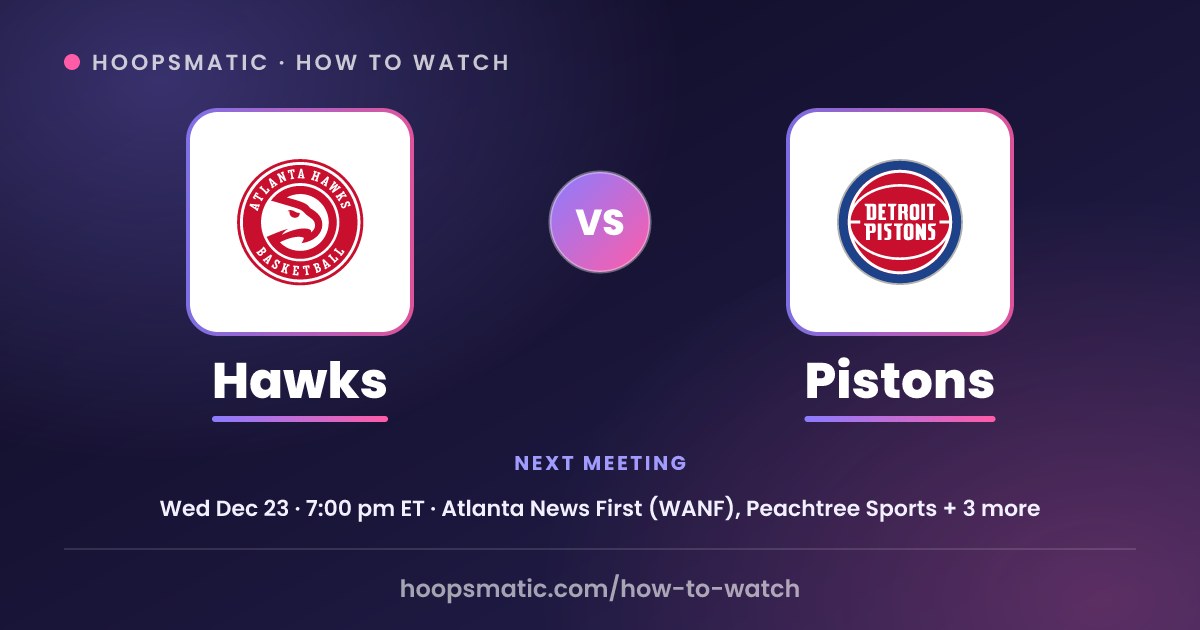 HOOPSMATIC · HOW TO WATCH
ATLANTA HAWKS
BASKETBALL
VS
DETROIT
PISTONS
Hawks
Pistons
NEXT MEETING
Wed Dec 23 · 7:00 pm ET · Atlanta News First (WANF), Peachtree Sports + 3 more
hoopsmatic.com/how-to-watch